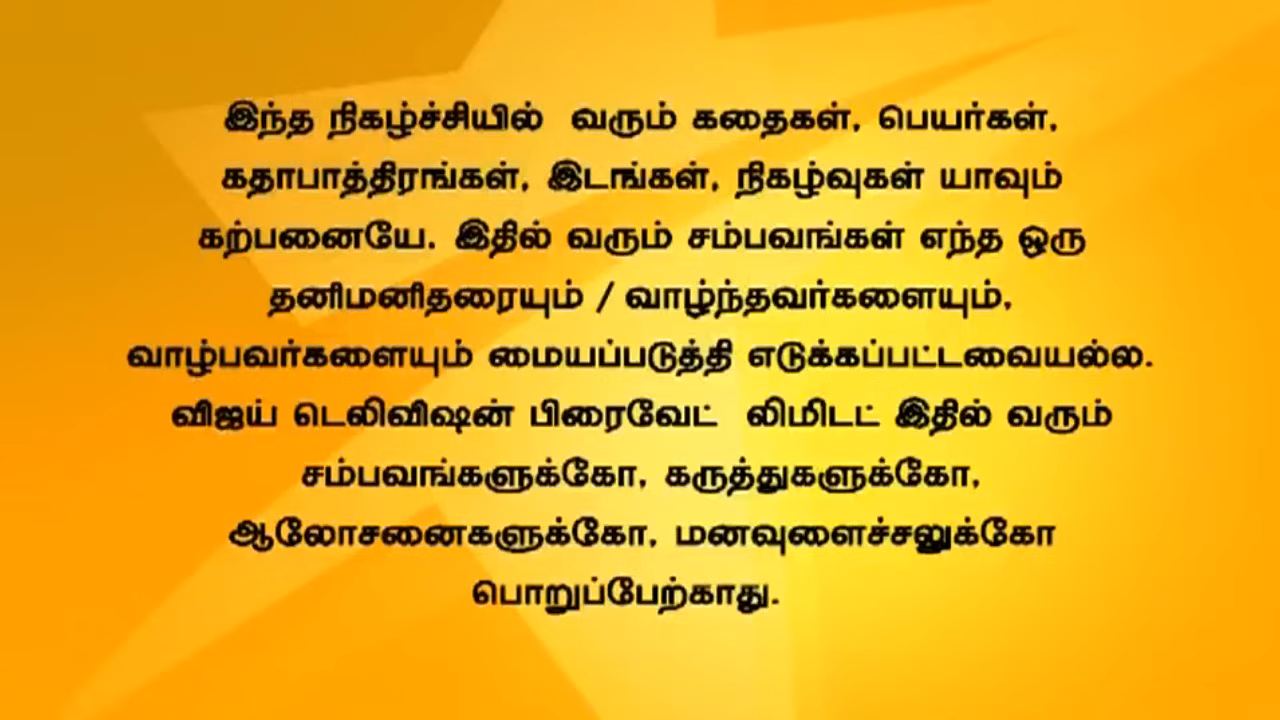 இந்த நிகழ்ச்சியில் வரும் கதைகள், பெயர்கள்,
கதாபாத்திரங்கள், இடங்கள், நிகழ்வுகள் யாவும்
கற்பனையே. இதில் வரும் சம்பவங்கள் எந்த ஒரு
தனிமனிதரையும் / வாழ்ந்தவர்களையும்,
வாழ்பவர்களையும் மையப்படுத்தி எடுக்கப்பட்டவையல்ல.
விஜய் டெலிவிஷன் பிரைவேட் லிமிடட் இதில் வரும்
சம்பவங்களுக்கோ, கருத்துகளுக்கோ,
ஆலோசனைகளுக்கோ, மனவுளைச்சலுக்கோ
பொறுப்பேற்காது.